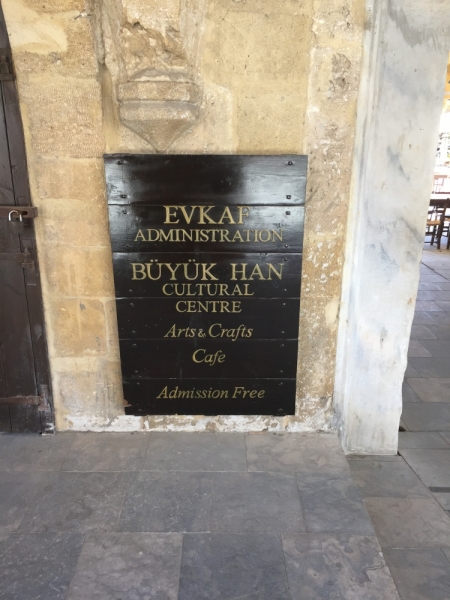 EVKAF
ADMINISTRATION
BÜYÜK HAN
CULTURAL
CENTRE
Arts & Crafts
Cafe
Admission Free